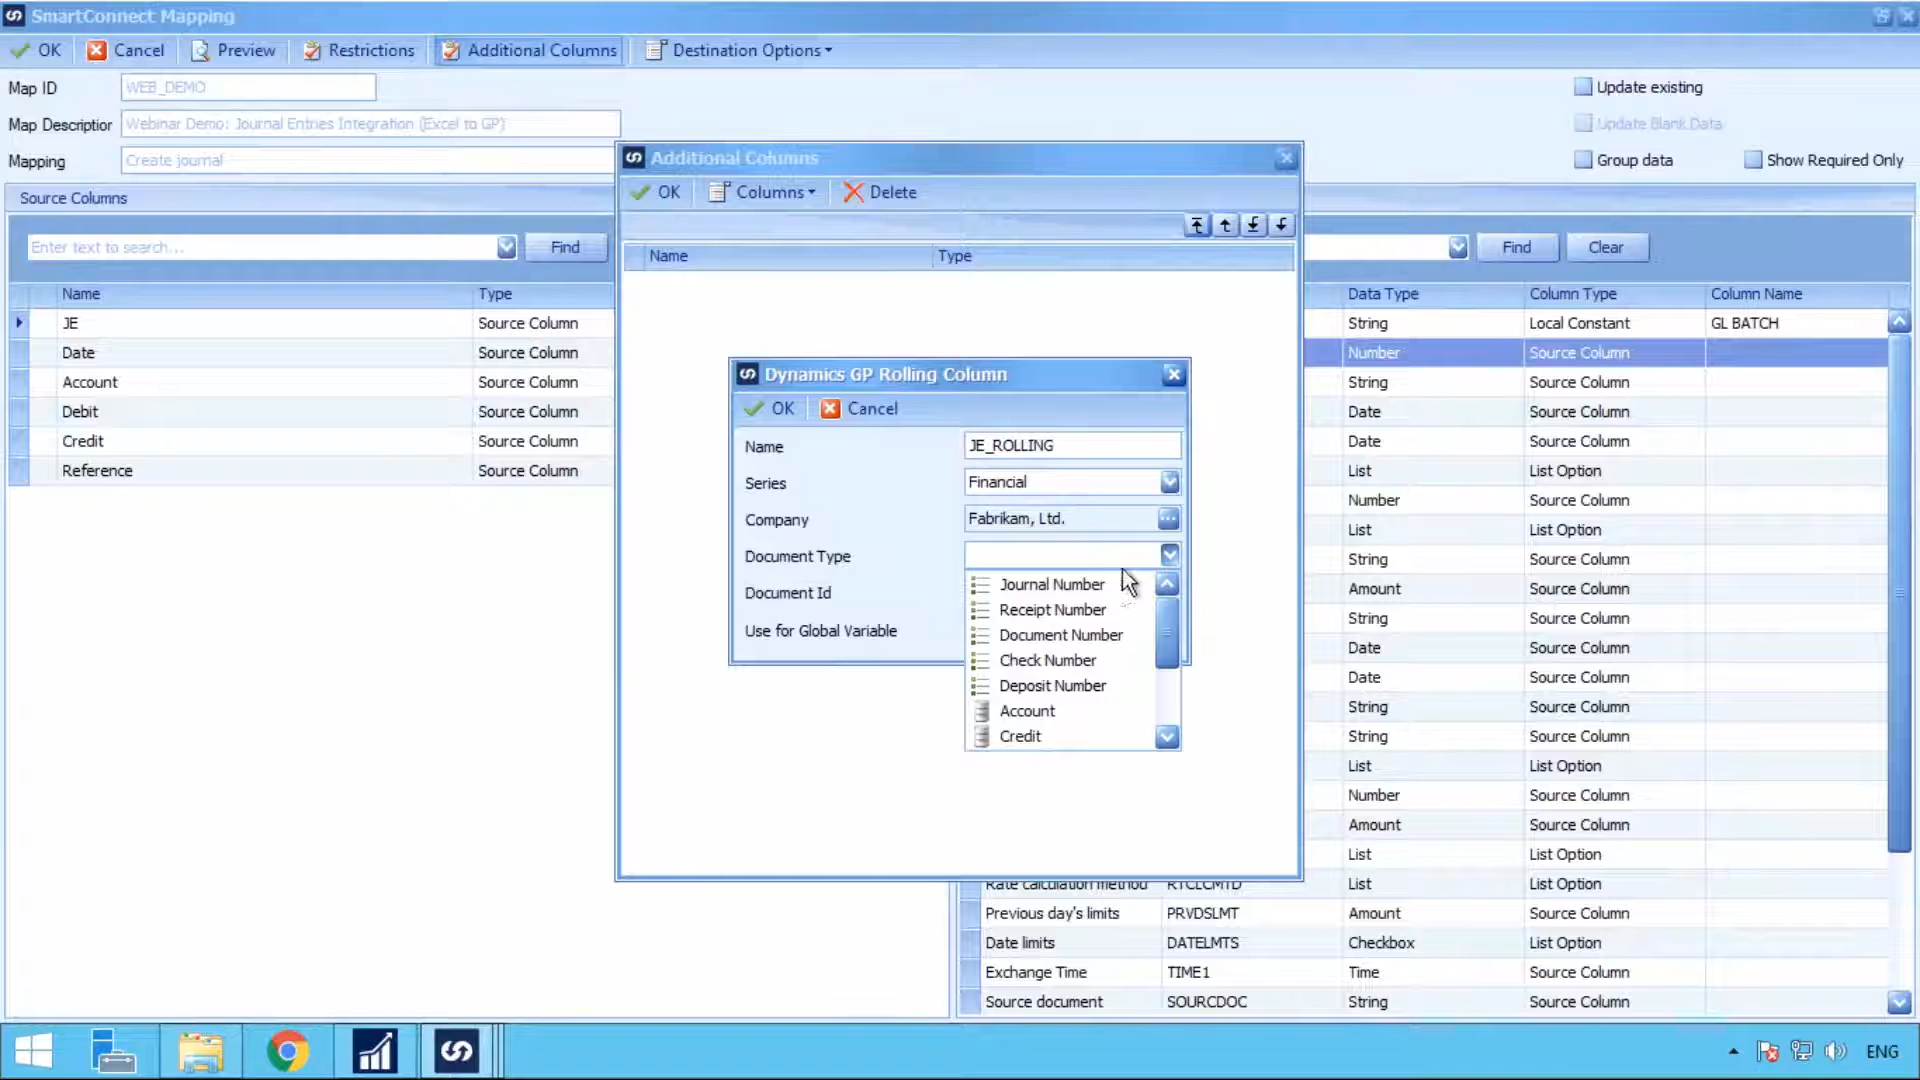 SmartConnect Mapping
OK Cancel Preview Restrictions Additional Columns Destination Options
Map ID WEB_DEMO
Update existing
Map Description Webinar Demo: Journal Entries Integration (Excel to GP)
Update Blank Data
Mapping Create journal
Group data Show Required Only
Source Columns
Enter text to search... Find
Name Type
JE Source Column
Date Source Column
Account Source Column
Debit Source Column
Credit Source Column
Reference Source Column
Additional Columns
OK Columns Delete
Name Type
Dynamics GP Rolling Column
OK Cancel
Name JE_ROLLING
Series Financial
Company Fabrikam, Ltd.
Document Type
Document Id
Use for Global Variable
Journal Number
Receipt Number
Document Number
Check Number
Deposit Number
Account
Credit
Find Clear
Data Type Column Type Column Name
String Local Constant GL BATCH
Number Source Column
String Source Column
Date Source Column
Date Source Column
List List Option
Number Source Column
List List Option
String Source Column
Amount Source Column
String Source Column
Date Source Column
Date Source Column
String Source Column
String Source Column
List List Option
Number Source Column
Amount Source Column
List List Option
Rate calculation method RTCLCMTD List List Option
Previous day's limits PRVDSLMT Amount Source Column
Date limits DATELMTS Checkbox List Option
Exchange Time TIME1 Time Source Column
Source document SOURCDOC String Source Column
ENG